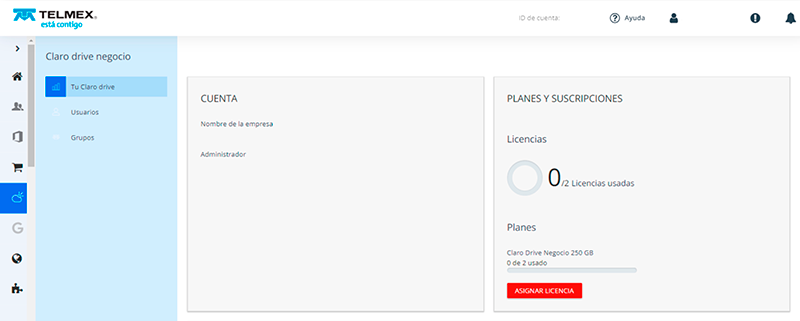 TELMEX®
está contigo
ID de cuenta:
Ayuda
Claro drive negocio
Tu Claro drive
Usuarios
Grupos
CUENTA
Nombre de la empresa
Administrador
PLANES Y SUSCRIPCIONES
Licencias
0/2 Licencias usadas
Planes
Claro Drive Negocio 250 GB
0 de 2 usado
ASIGNAR LICENCIA